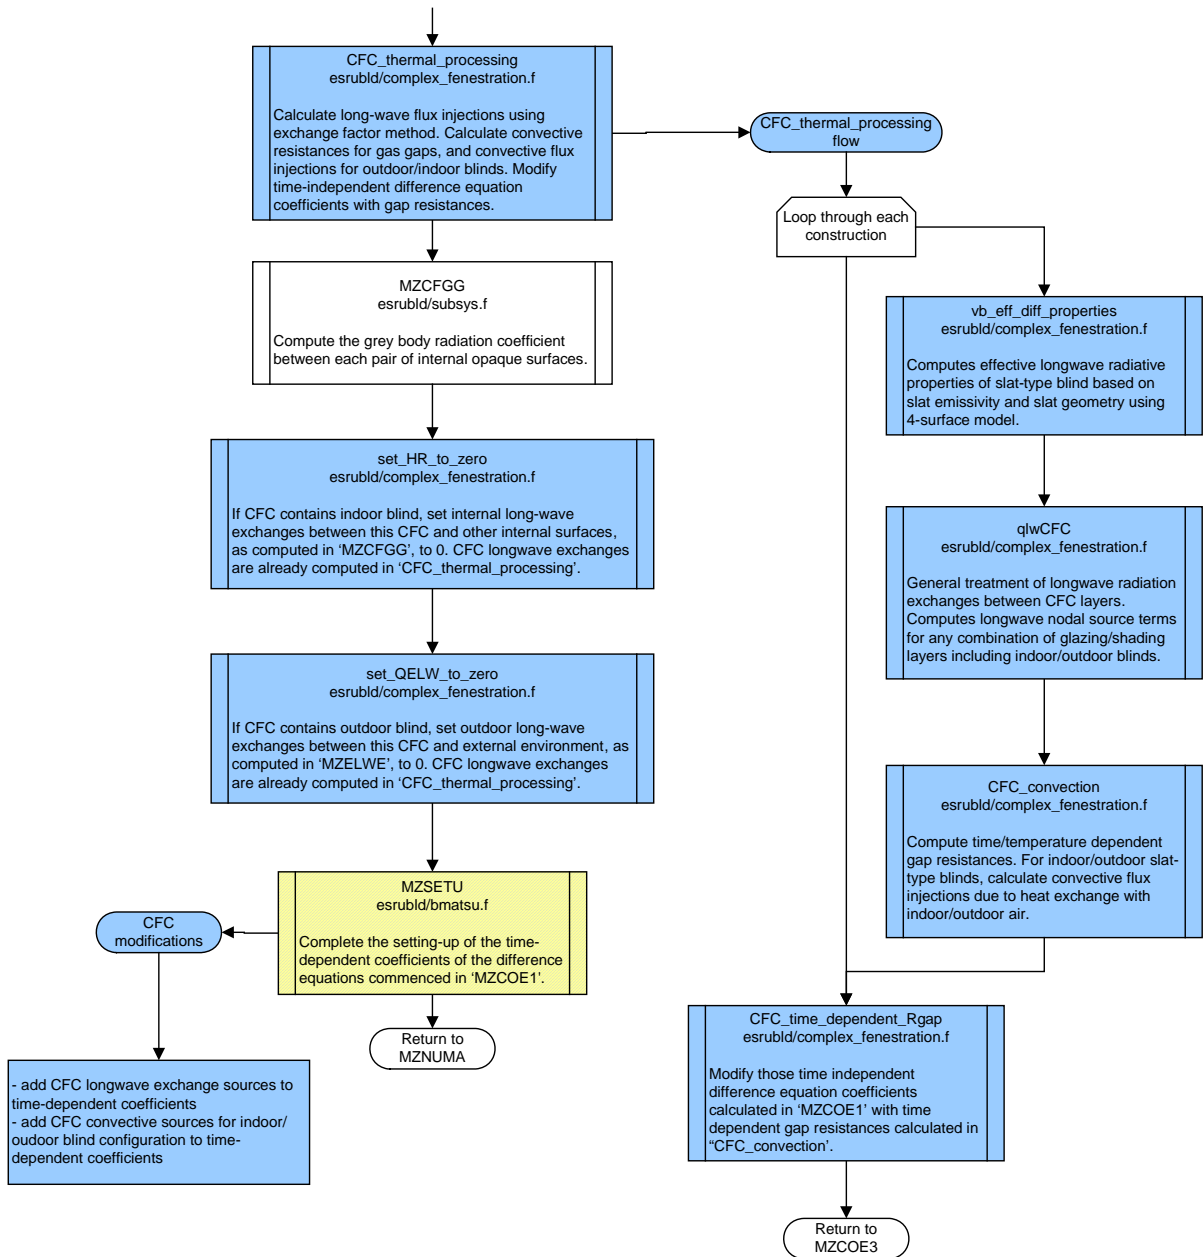 CFC_thermal_processing
esrubld/complex_fenestration.f
Calculate long-wave flux injections using
exchange factor method. Calculate convective
resistances for gas gaps, and convective flux
injections for outdoor/indoor blinds. Modify
time-independent difference equation
coefficients with gap resistances.
MZCFGG
esrubld/subsys.f
Compute the grey body radiation coefficient
between each pair of internal opaque surfaces.
set_HR_to_zero
esrubld/complex_fenestration.f
If CFC contains indoor blind, set internal long-wave
exchanges between this CFC and other internal surfaces,
as computed in ‘MZCFGG’, to 0. CFC longwave exchanges
are already computed in ‘CFC_thermal_processing’.
set_QELW_to_zero
esrubld/complex_fenestration.f
If CFC contains outdoor blind, set outdoor long-wave
exchanges between this CFC and external environment, as
computed in ‘MZELWE’, to 0. CFC longwave exchanges
are already computed in ‘CFC_thermal_processing’.
MZSETU
esrubld/bmatsu.f
Complete the setting-up of the time-
dependent coefficients of the difference
equations commenced in ‘MZCOE1’.
CFC
modifications
Return to
MZNUMA
- add CFC longwave exchange sources to
time-dependent coefficients
- add CFC convective sources for indoor/
oudoor blind configuration to time-
dependent coefficients
CFC_thermal_processing
flow
Loop through each
construction
vb_eff_diff_properties
esrubld/complex_fenestration.f
Computes effective longwave radiative
properties of slat-type blind based on
slat emissivity and slat geometry using
4-surface model.
qlwCFC
esrubld/complex_fenestration.f
General treatment of longwave radiation
exchanges between CFC layers.
Computes longwave nodal source terms
for any combination of glazing/shading
layers including indoor/outdoor blinds.
CFC_convection
esrubld/complex_fenestration.f
Compute time/temperature dependent
gap resistances. For indoor/outdoor slat-
type blinds, calculate convective flux
injections due to heat exchange with
indoor/outdoor air.
CFC_time_dependent_Rgap
esrubld/complex_fenestration.f
Modify those time independent
difference equation coefficients
calculated in ‘MZCOE1’ with time
dependent gap resistances calculated in
“CFC_convection’.
Return to
MZCOE3